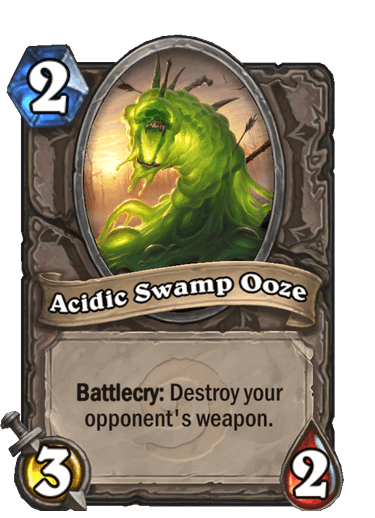 2
Acidic Swamp Ooze
Battlecry: Destroy your
opponent's weapon.
3
2